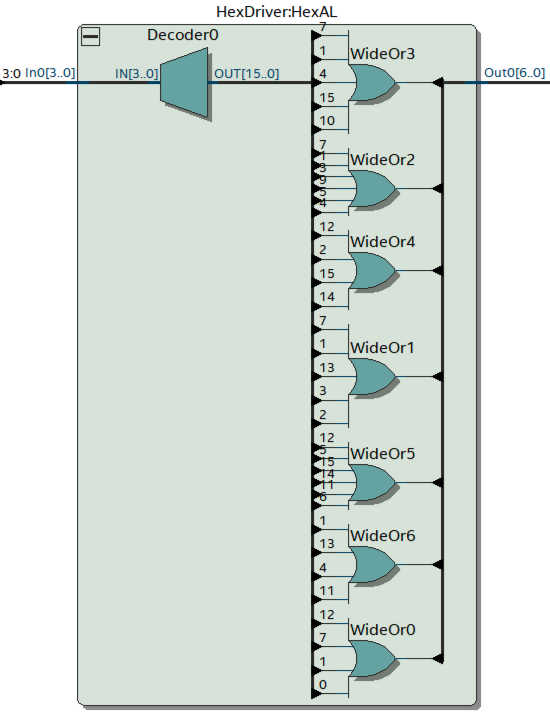 HexDriver:HexAL
Decoder0
3:0 In0[3..0]
IN[3..0]
OUT[15..0]
Out0[6..0]
7
WideOr3
1
4
15
10
7
WideOr2
1
3
9
5
4
12
WideOr4
2
15
14
7
WideOr1
1
13
3
2
12
WideOr5
5
15
14
11
6
1
WideOr6
13
4
11
12
WideOr0
7
1
0